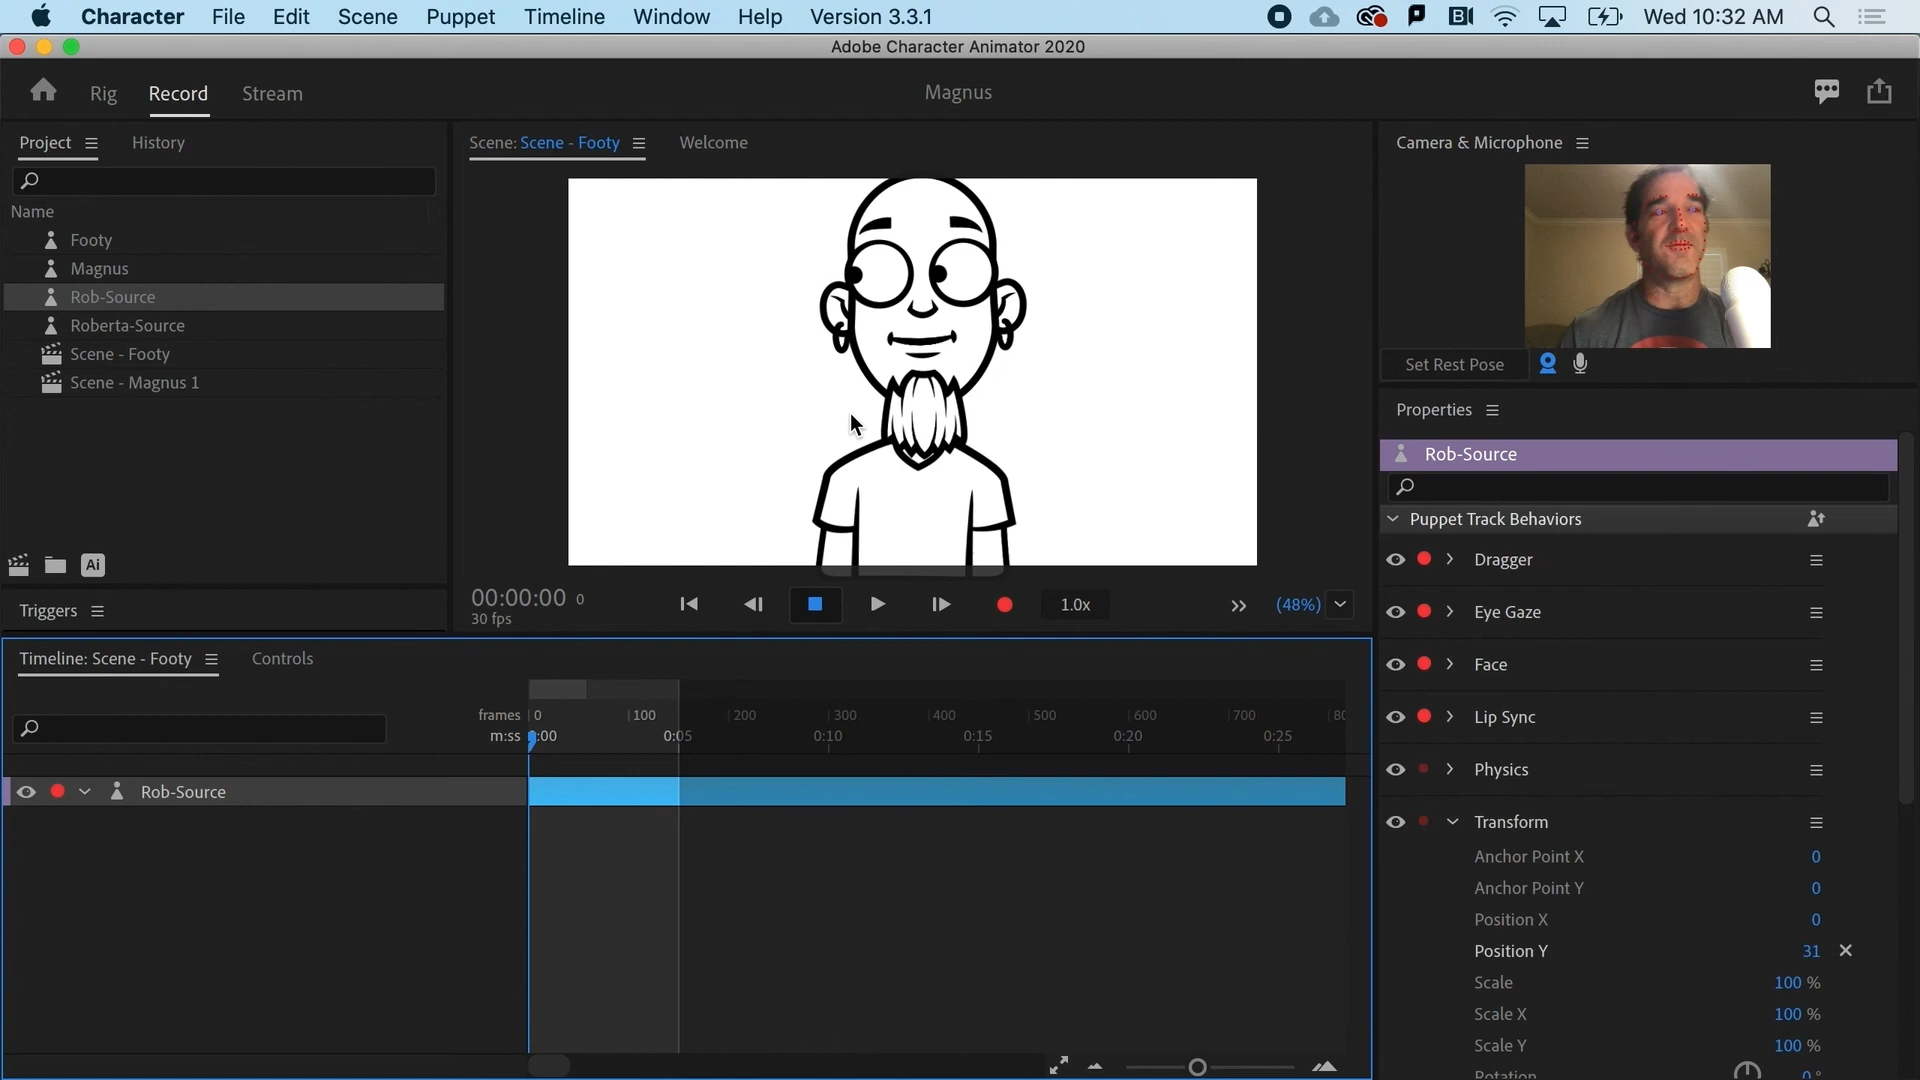 Character File Edit Scene Puppet Timeline Window Help Version 3.3.1 Wed 10:32 AM
Adobe Character Animator 2020
Rig Record Stream Magnus
Project History
Name
Footy
Magnus
Rob-Source
Roberta-Source
Scene - Footy
Scene - Magnus 1
Ai
Triggers
Scene: Scene - Footy Welcome
00:00:00 0
30 fps
1.0x
(48%)
Timeline: Scene - Footy Controls
frames 0 100 200 300 400 500 600 700
m:ss :00 0:05 0:10 0:15 0:20 0:25
Rob-Source
Camera & Microphone
Set Rest Pose
Properties
Rob-Source
Puppet Track Behaviors
Dragger
Eye Gaze
Face
Lip Sync
Physics
Transform
Anchor Point X 0
Anchor Point Y 0
Position X 0
Position Y 31
Scale 100 %
Scale X 100 %
Scale Y 100 %
Rotation 0 °